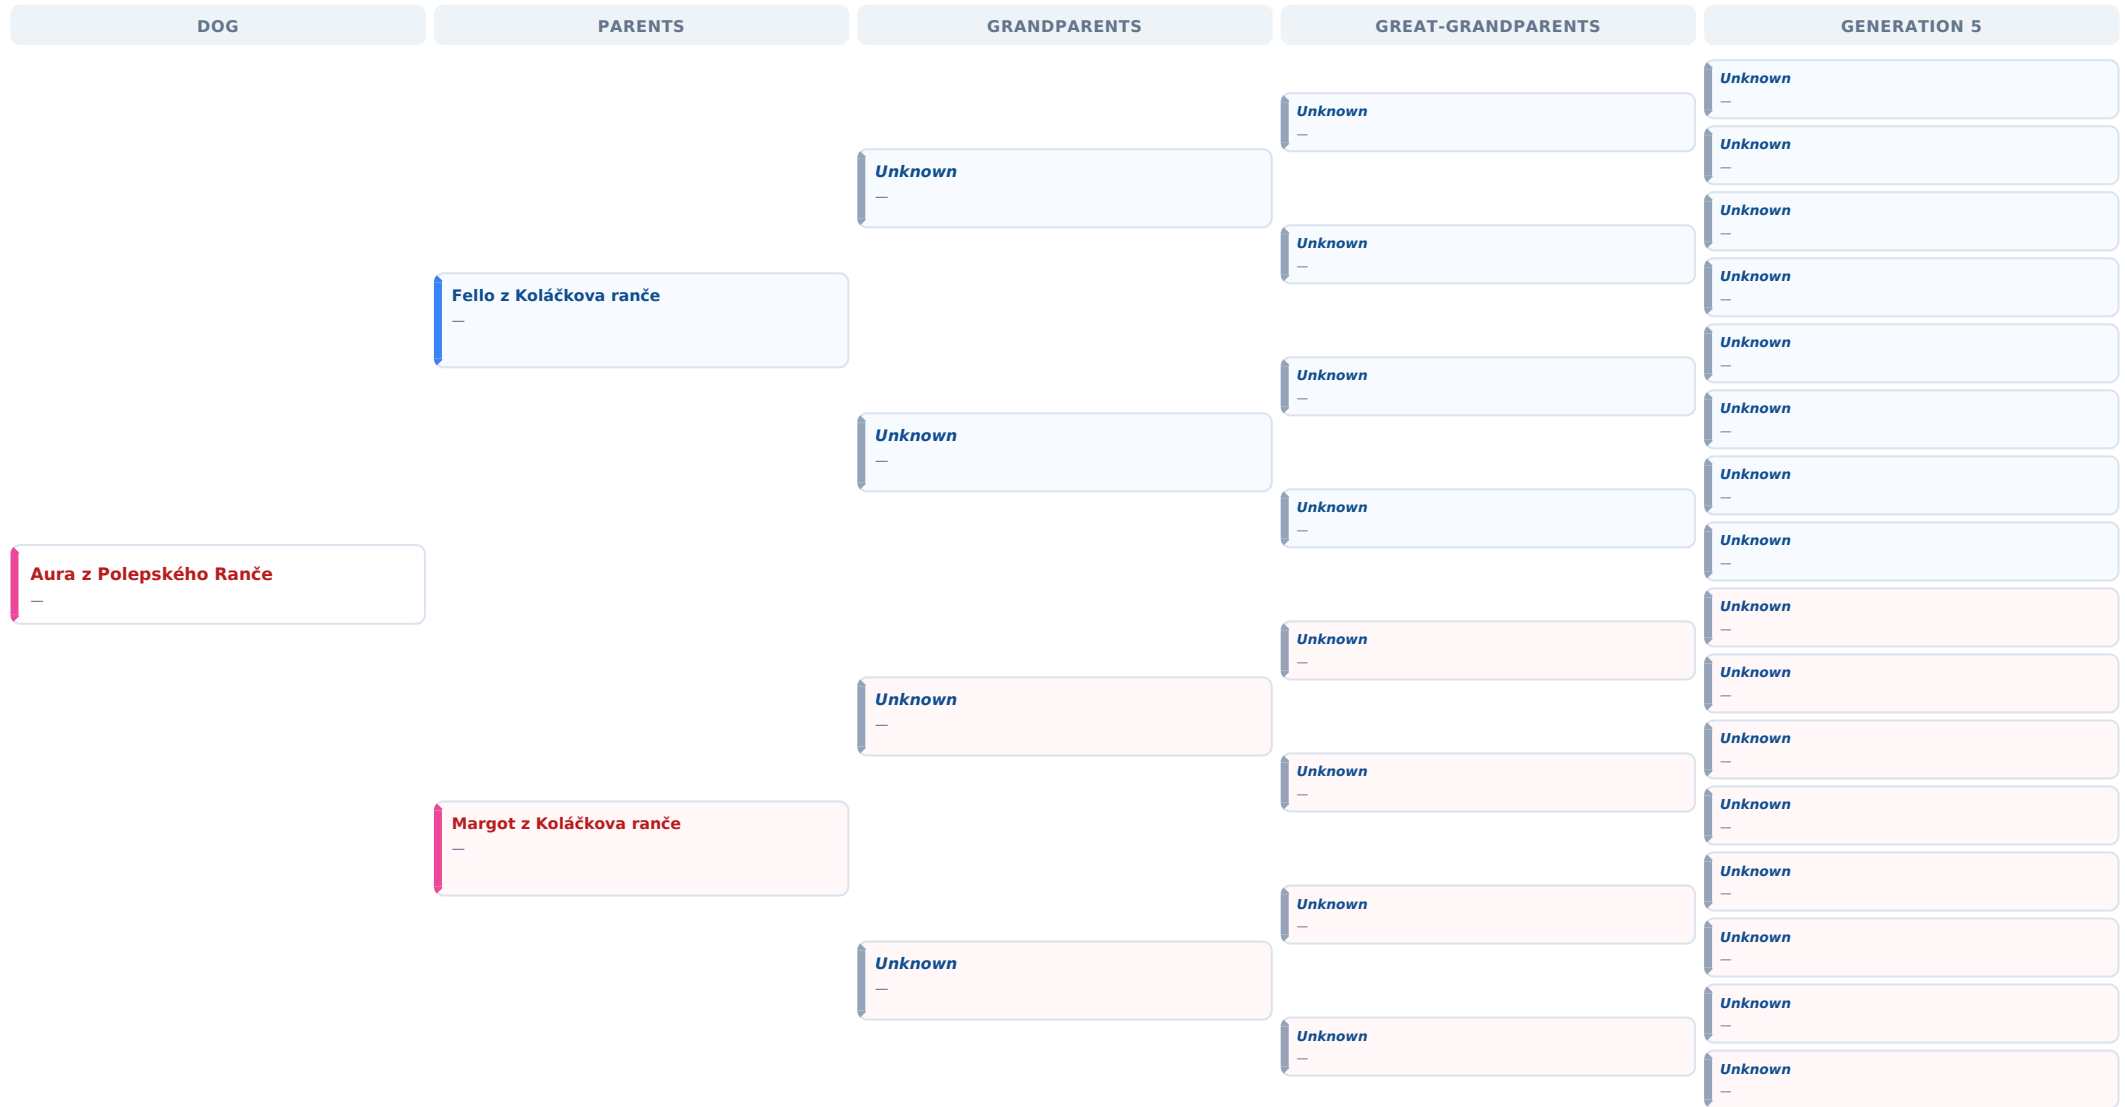 DOG
PARENTS
GRANDPARENTS
GREAT-GRANDPARENTS
GENERATION 5
Aura z Polepského Ranče
—
Fello z Koláčkova ranče
—
Margot z Koláčkova ranče
—
Unknown
—
Unknown
—
Unknown
—
Unknown
—
Unknown
—
Unknown
—
Unknown
—
Unknown
—
Unknown
—
Unknown
—
Unknown
—
Unknown
—
Unknown
—
Unknown
—
Unknown
—
Unknown
—
Unknown
—
Unknown
—
Unknown
—
Unknown
—
Unknown
—
Unknown
—
Unknown
—
Unknown
—
Unknown
—
Unknown
—
Unknown
—
Unknown
—